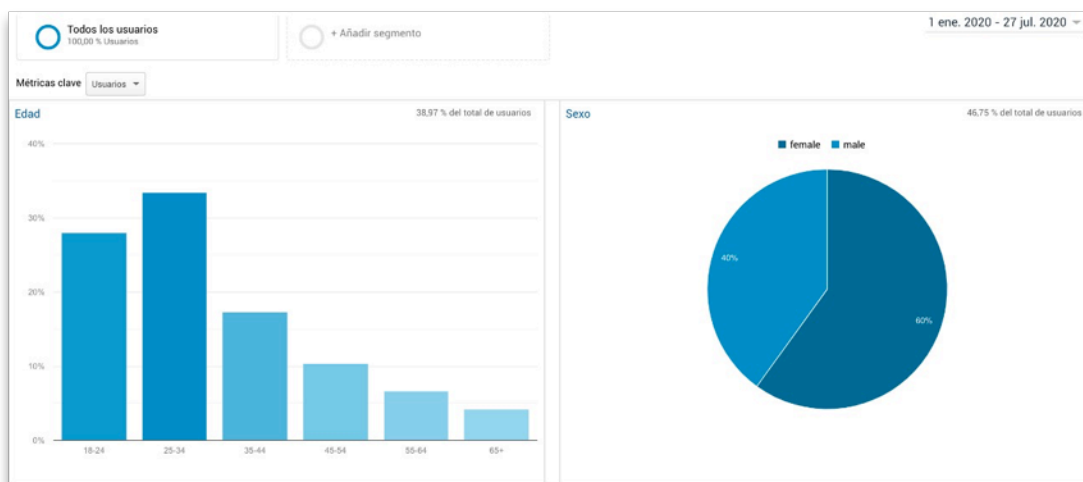 Todos los usuarios
100,00 % Usuarios
+ Añadir segmento
1 ene. 2020 - 27 jul. 2020
Métricas clave Usuarios
Edad
38,97 % del total de usuarios
40%
30%
20%
10%
0%
18-24 25-34 35-44 45-54 55-64 65+
Sexo
46,75 % del total de usuarios
female male
40%
60%